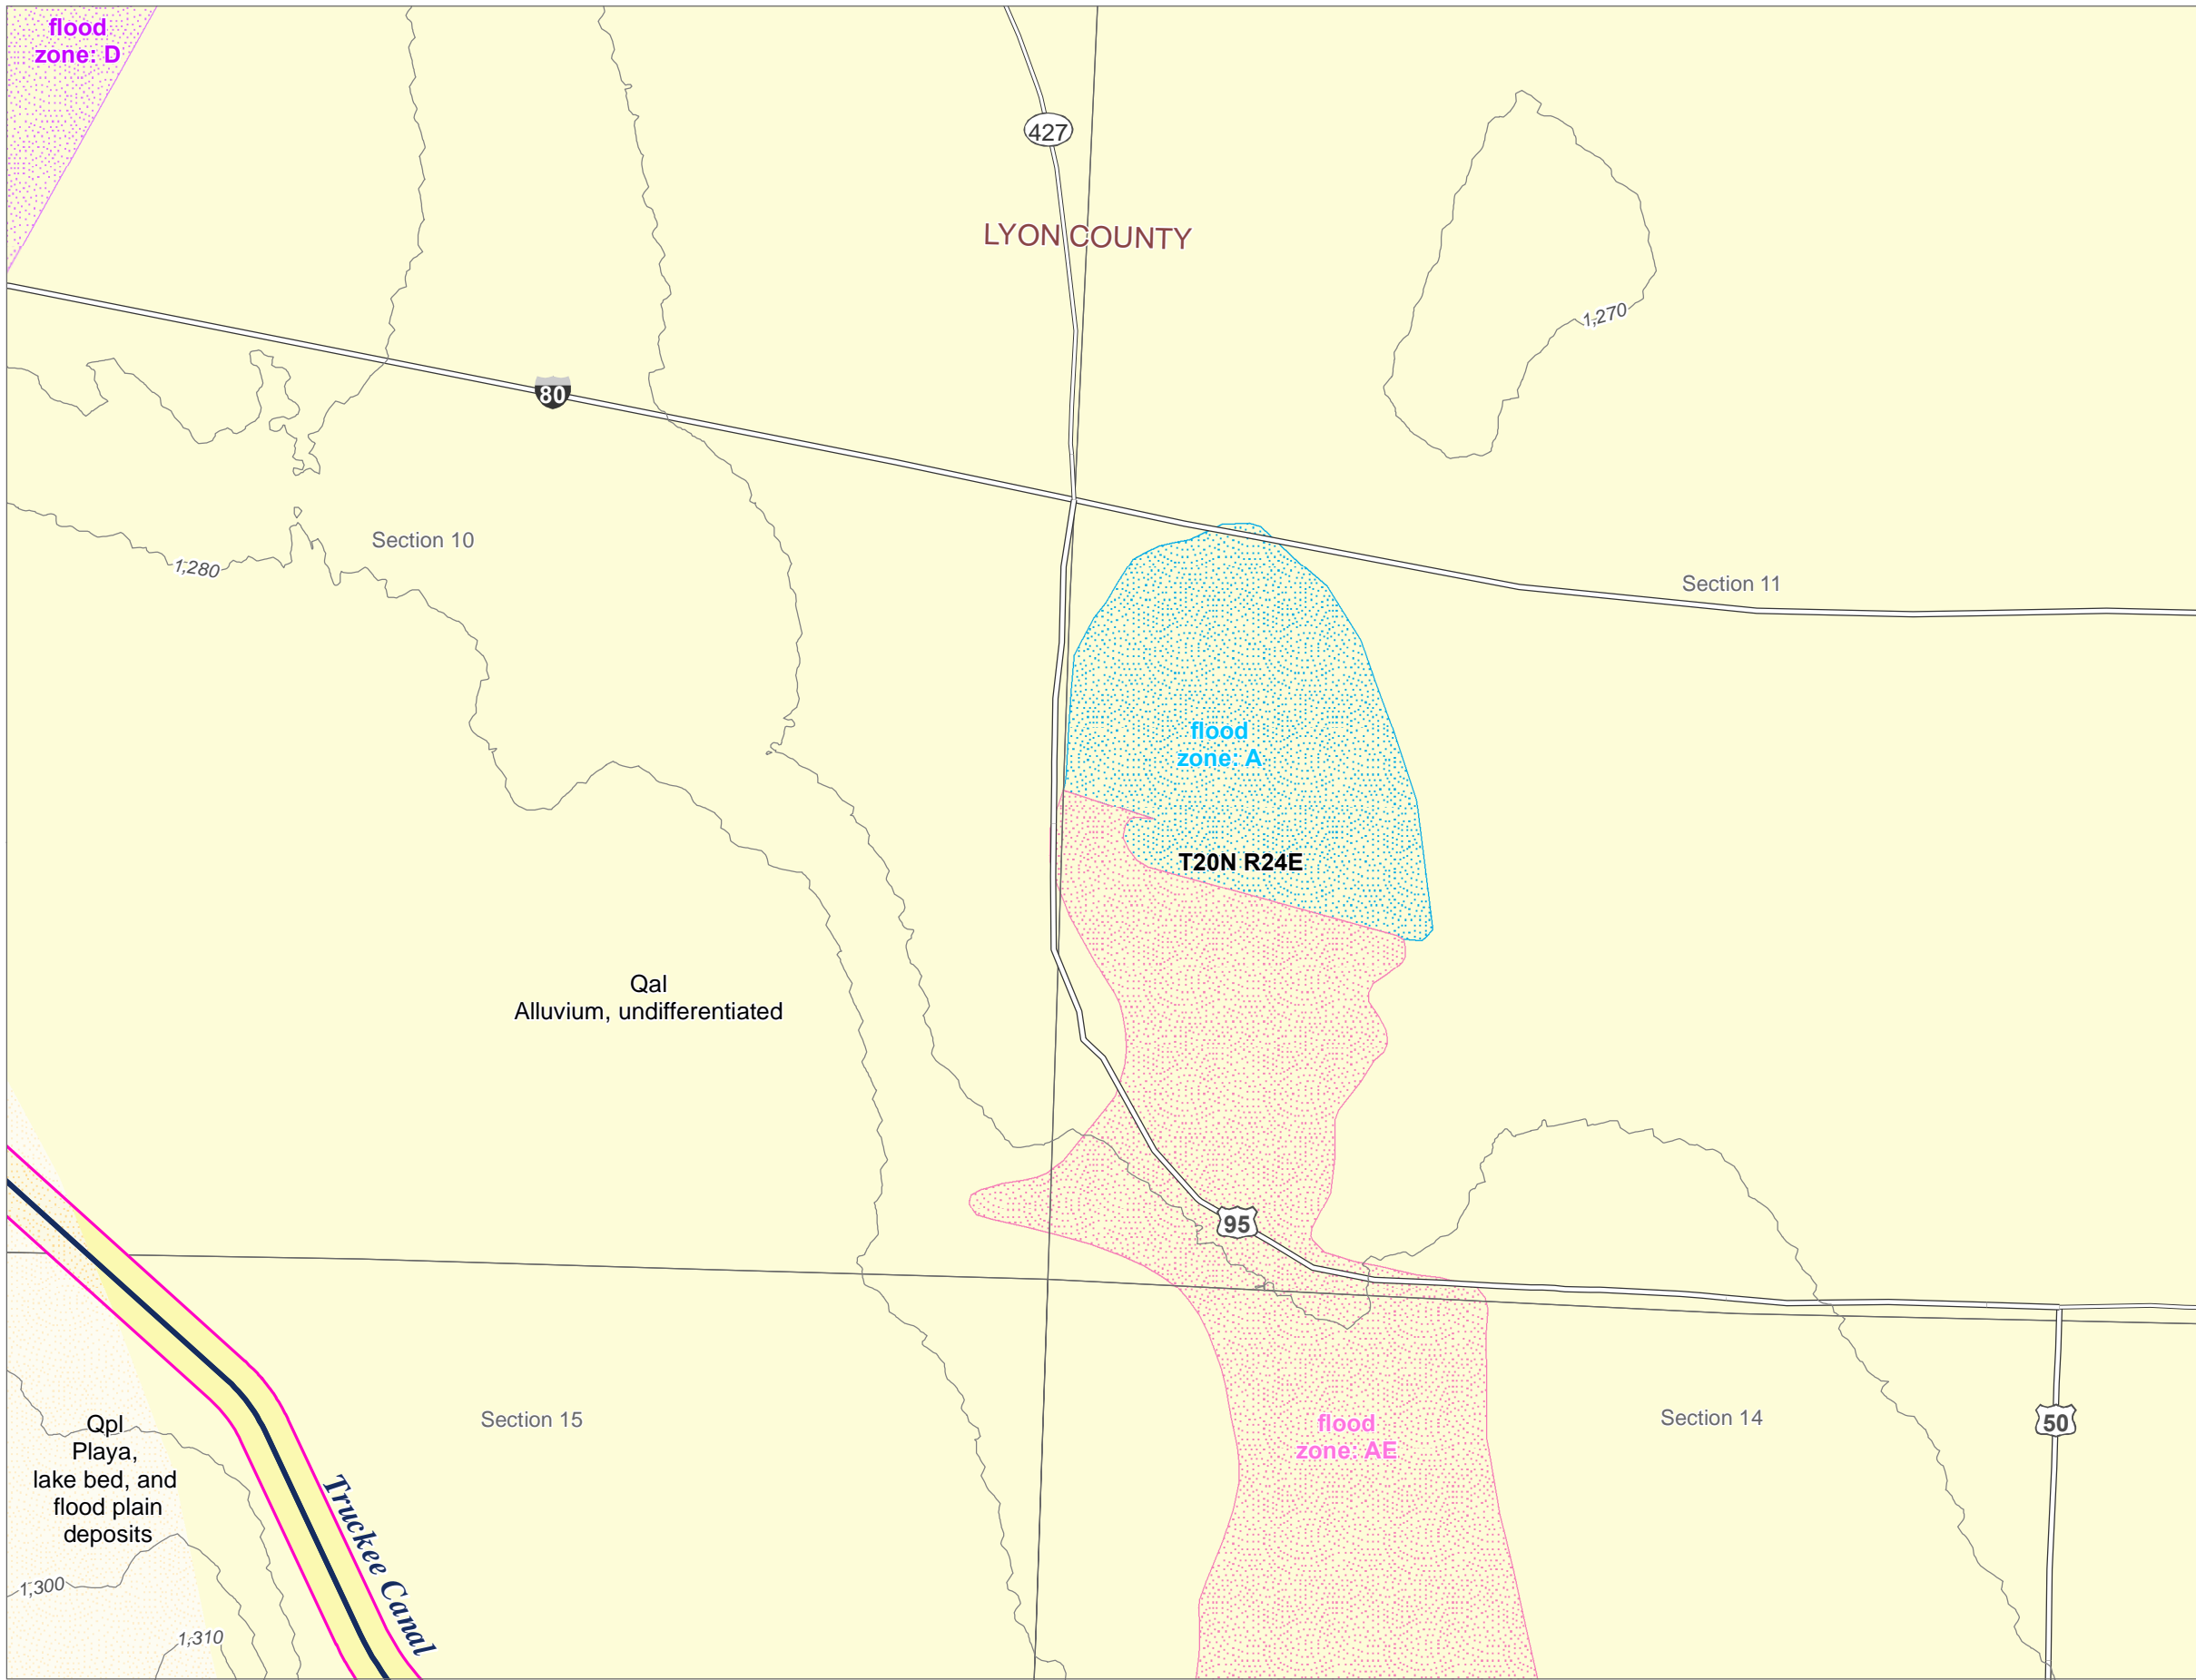 flood
zone: D
427
LYON COUNTY
1,270
80
Section 10
1,280
Section 11
flood
zone: A
T20N R24E
Qal
Alluvium, undifferentiated
95
Section 15
flood
zone: AE
Section 14
50
Qpl
Playa,
lake bed, and
flood plain
deposits
Truckee Canal
1,300
1,310